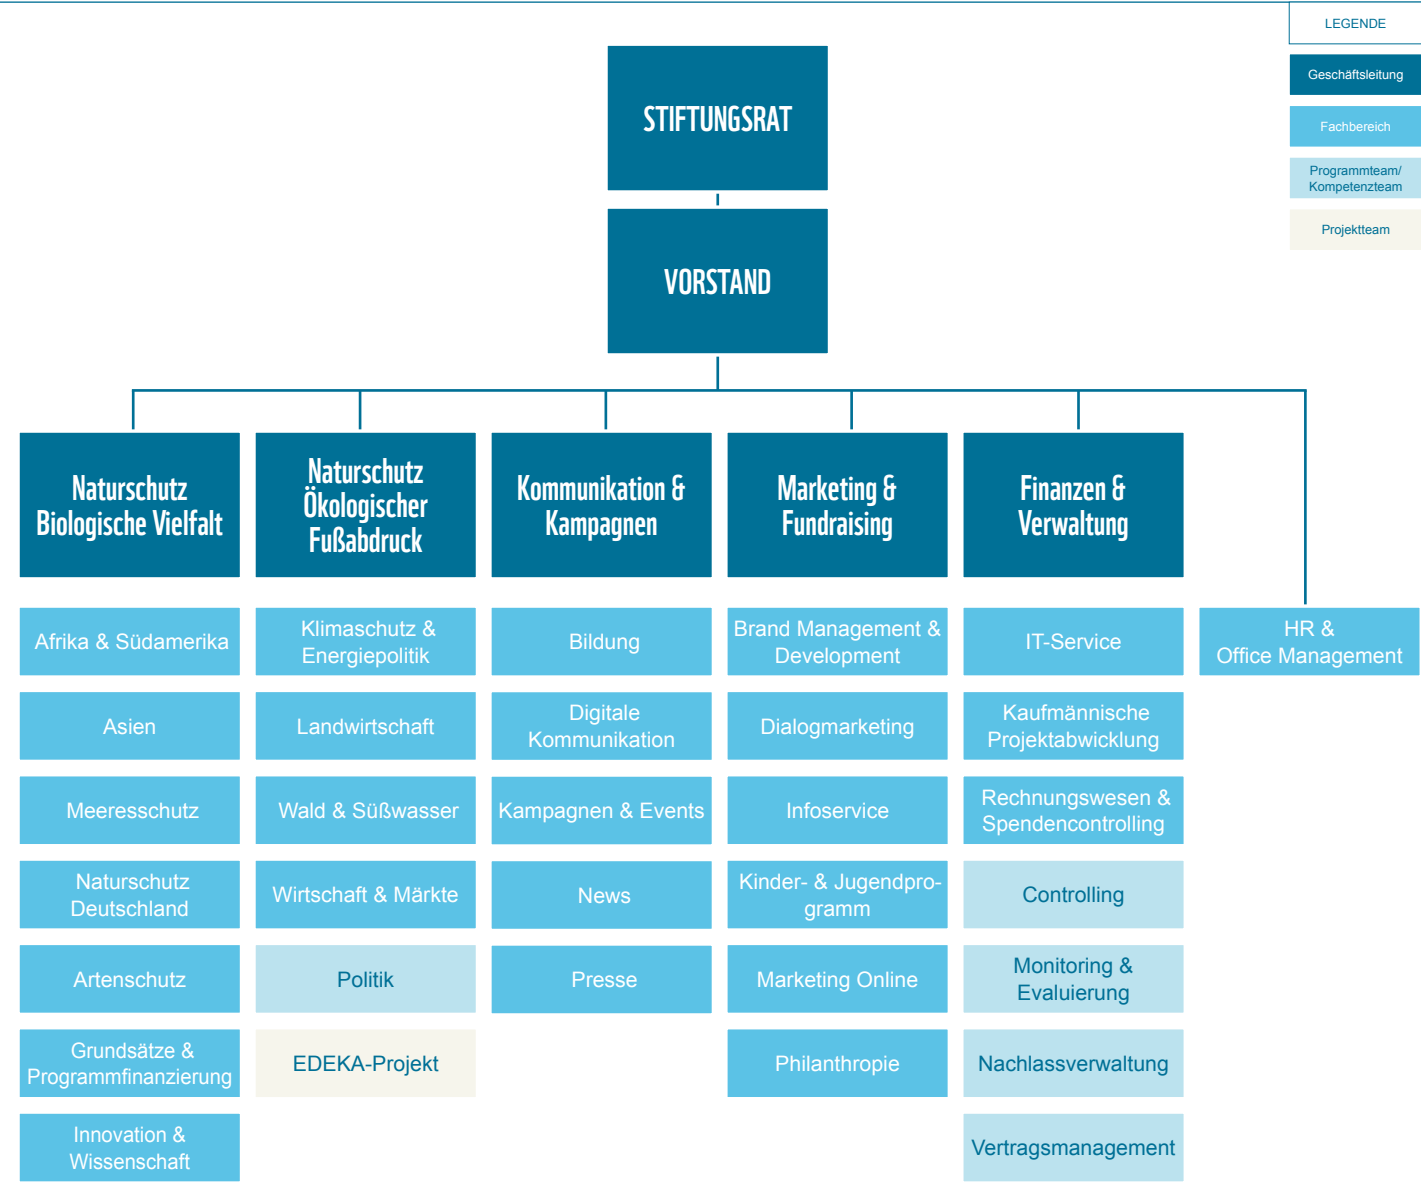 LEGENDE
Geschäftsleitung
Fachbereich
Programmteam/
Kompetenzteam
Projektteam
STIFTUNGSRAT
VORSTAND
Naturschutz
Biologische Vielfalt
Naturschutz
Ökologischer
Fußabdruck
Kommunikation &
Kampagnen
Marketing &
Fundraising
Finanzen &
Verwaltung
Afrika & Südamerika
Asien
Meeresschutz
Naturschutz
Deutschland
Artenschutz
Grundsätze &
Programmfinanzierung
Innovation &
Wissenschaft
Klimaschutz &
Energiepolitik
Landwirtschaft
Wald & Süßwasser
Wirtschaft & Märkte
Politik
EDEKA-Projekt
Bildung
Digitale
Kommunikation
Kampagnen & Events
News
Presse
Brand Management &
Development
Dialogmarketing
Infoservice
Kinder- & Jugendpro-
gramm
Marketing Online
Philanthropie
IT-Service
Kaufmännische
Projektabwicklung
Rechnungswesen &
Spendencontrolling
Controlling
Monitoring &
Evaluierung
Nachlassverwaltung
Vertragsmanagement
HR &
Office Management